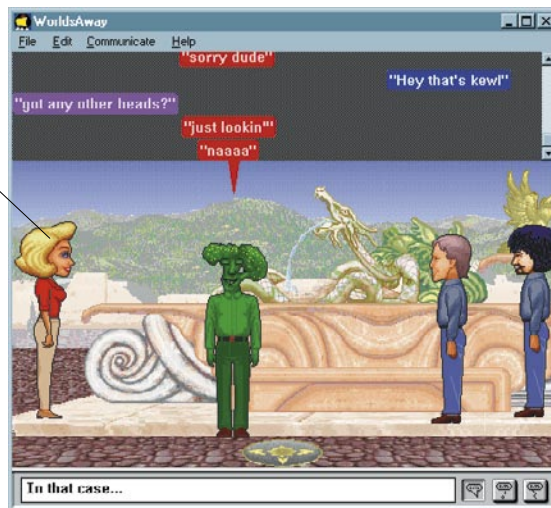 WorldsAway
File Edit Communicate Help
"sorry dude"
"Hey that's kewl"
"got any other heads?"
"just lookin'"
"naaaa"
In that case...